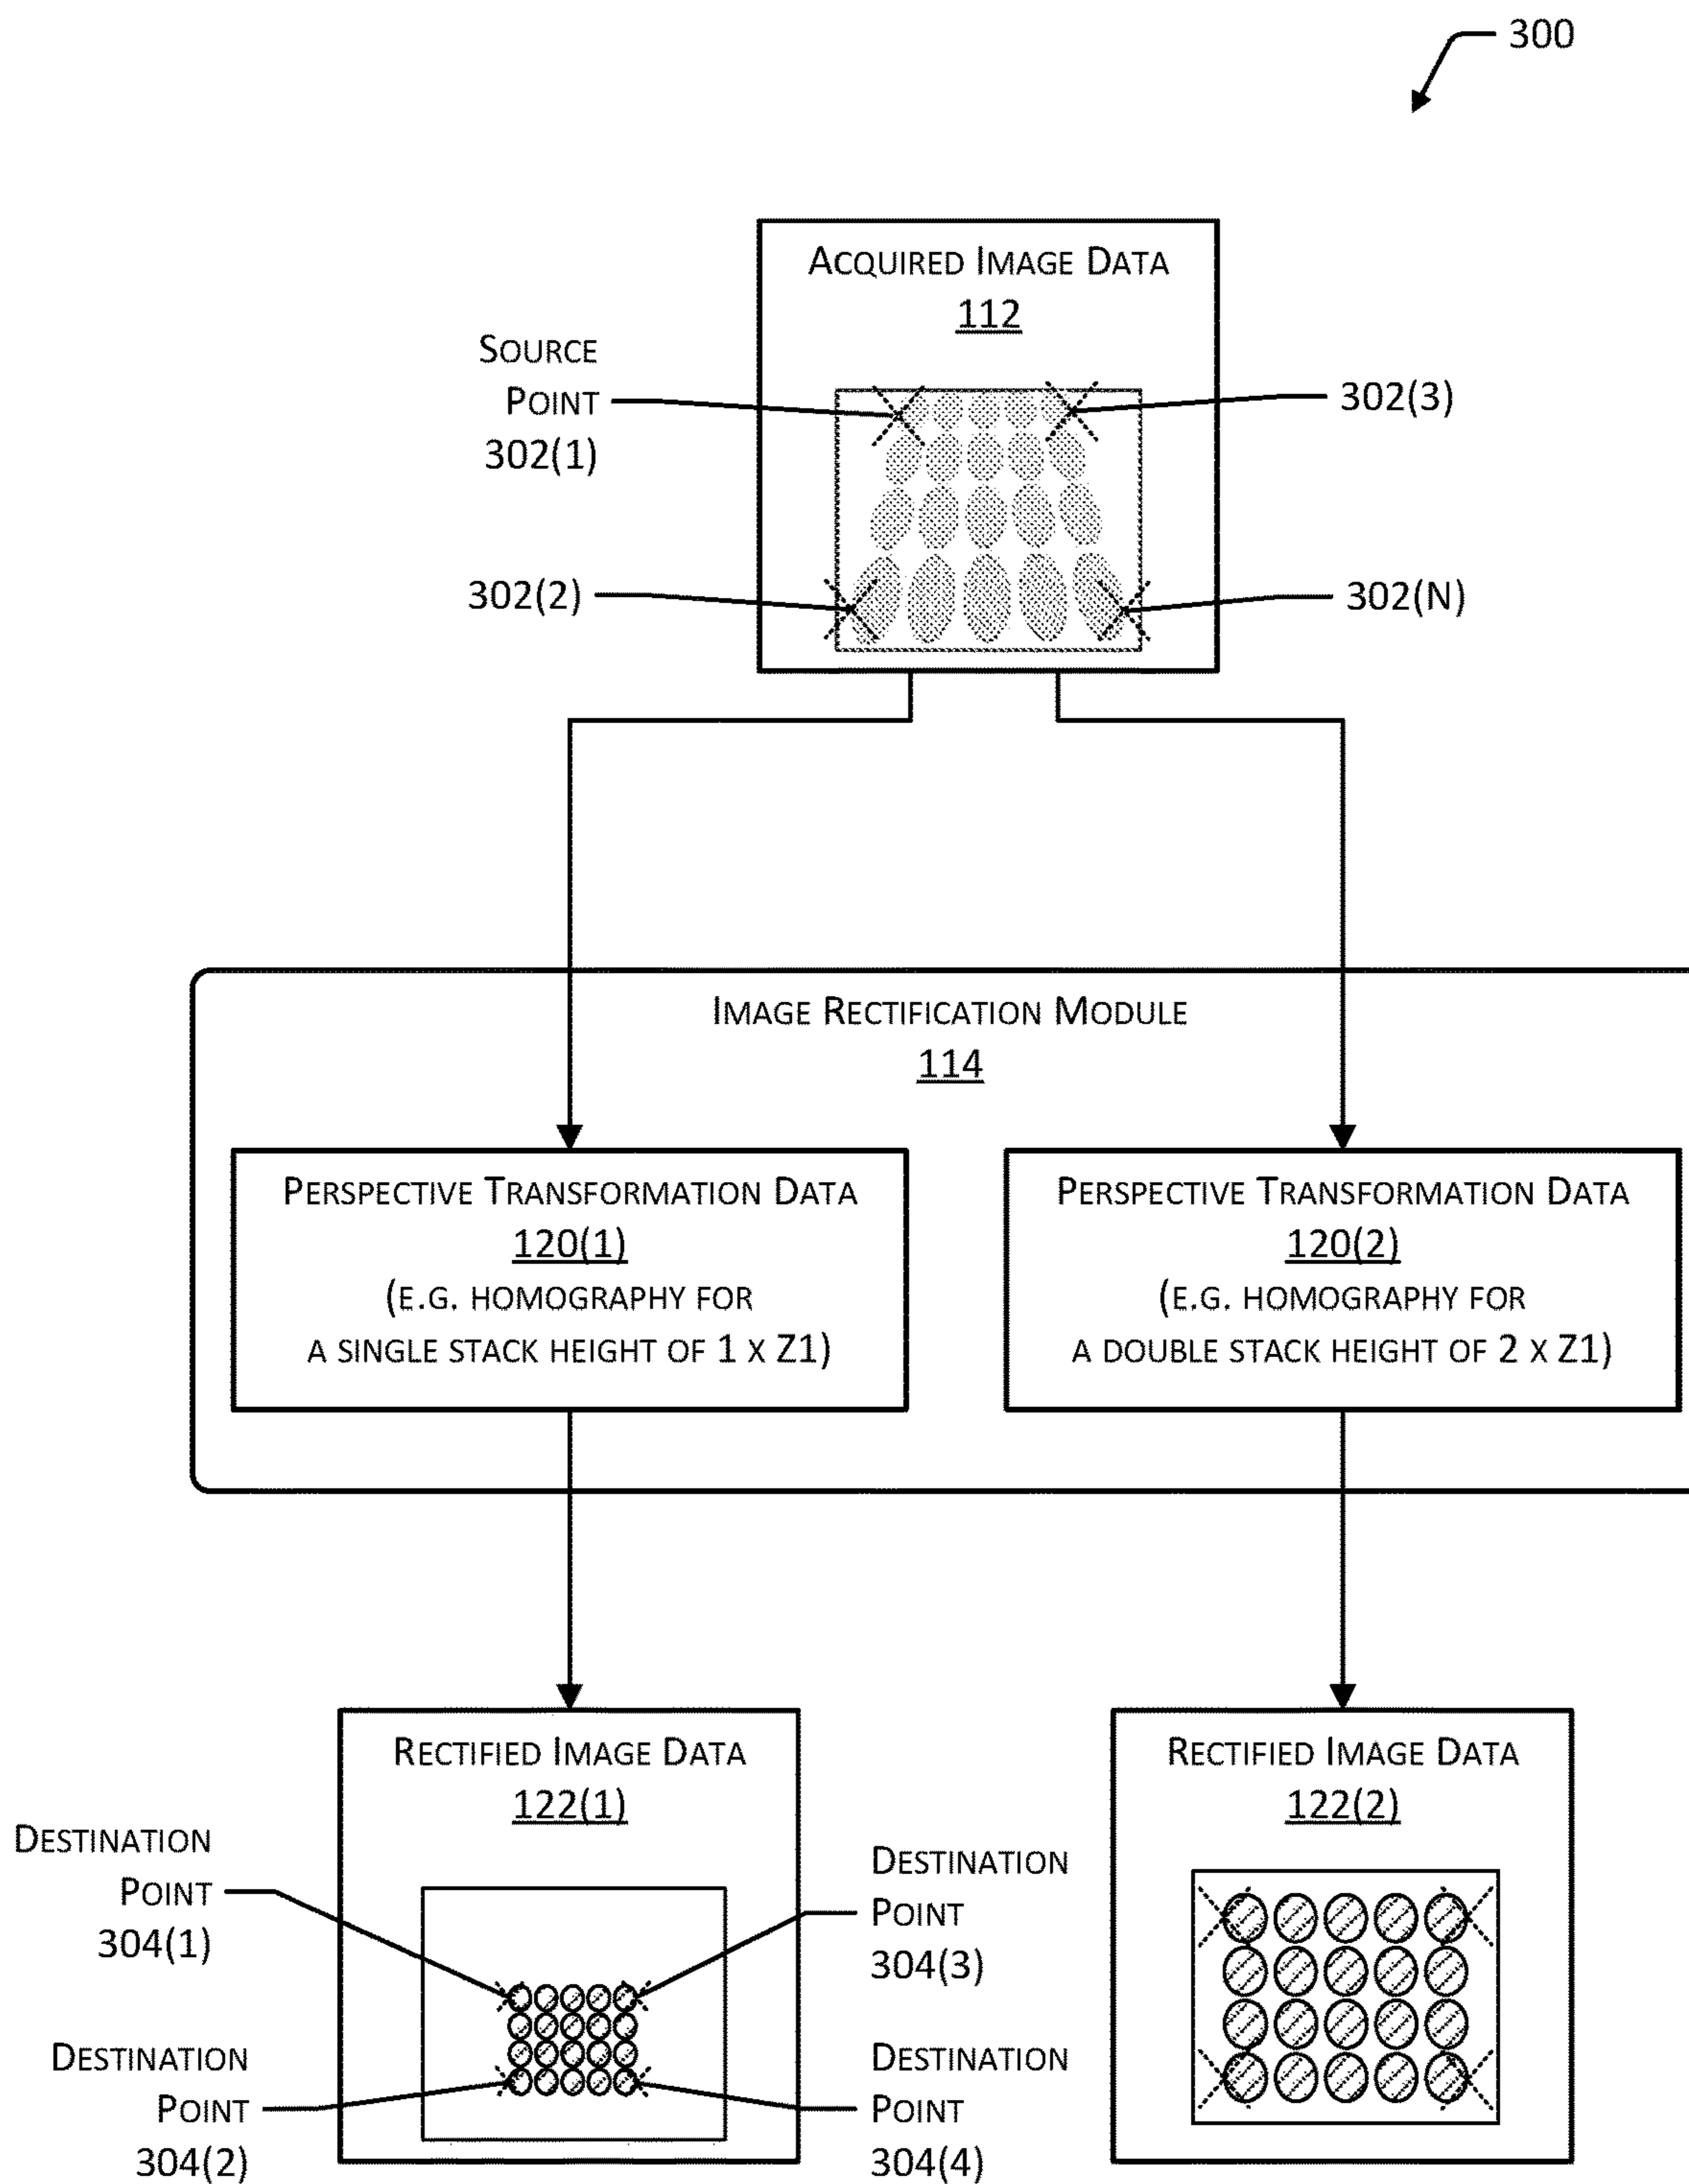 300
ACQUIRED IMAGE DATA
112
SOURCE
POINT
302(1)
302(3)
302(2)
302(N)
IMAGE RECTIFICATION MODULE
114
PERSPECTIVE TRANSFORMATION DATA
120(1)
(E.G. HOMOGRAPHY FOR
A SINGLE STACK HEIGHT OF 1 X Z1)
PERSPECTIVE TRANSFORMATION DATA
120(2)
(E.G. HOMOGRAPHY FOR
A DOUBLE STACK HEIGHT OF 2 X Z1)
RECTIFIED IMAGE DATA
122(1)
DESTINATION
POINT
304(1)
DESTINATION
POINT
304(3)
DESTINATION
POINT
304(2)
DESTINATION
POINT
304(4)
RECTIFIED IMAGE DATA
122(2)